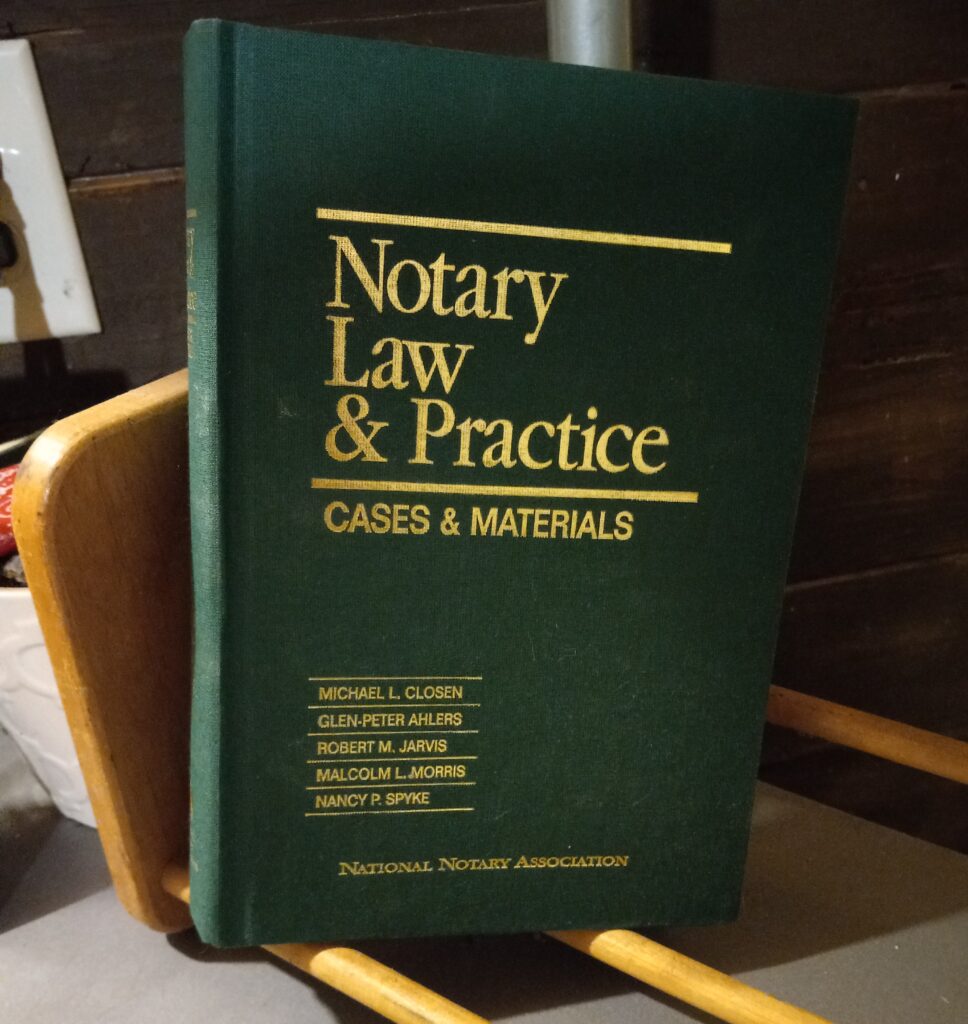 Notary
Law
& Practice
CASES & MATERIALS
MICHAEL L. CLOSEN
GLEN-PETER AHLERS
ROBERT M. JARVIS
MALCOLM L. MORRIS
NANCY P. SPYKE
NATIONAL NOTARY ASSOCIATION